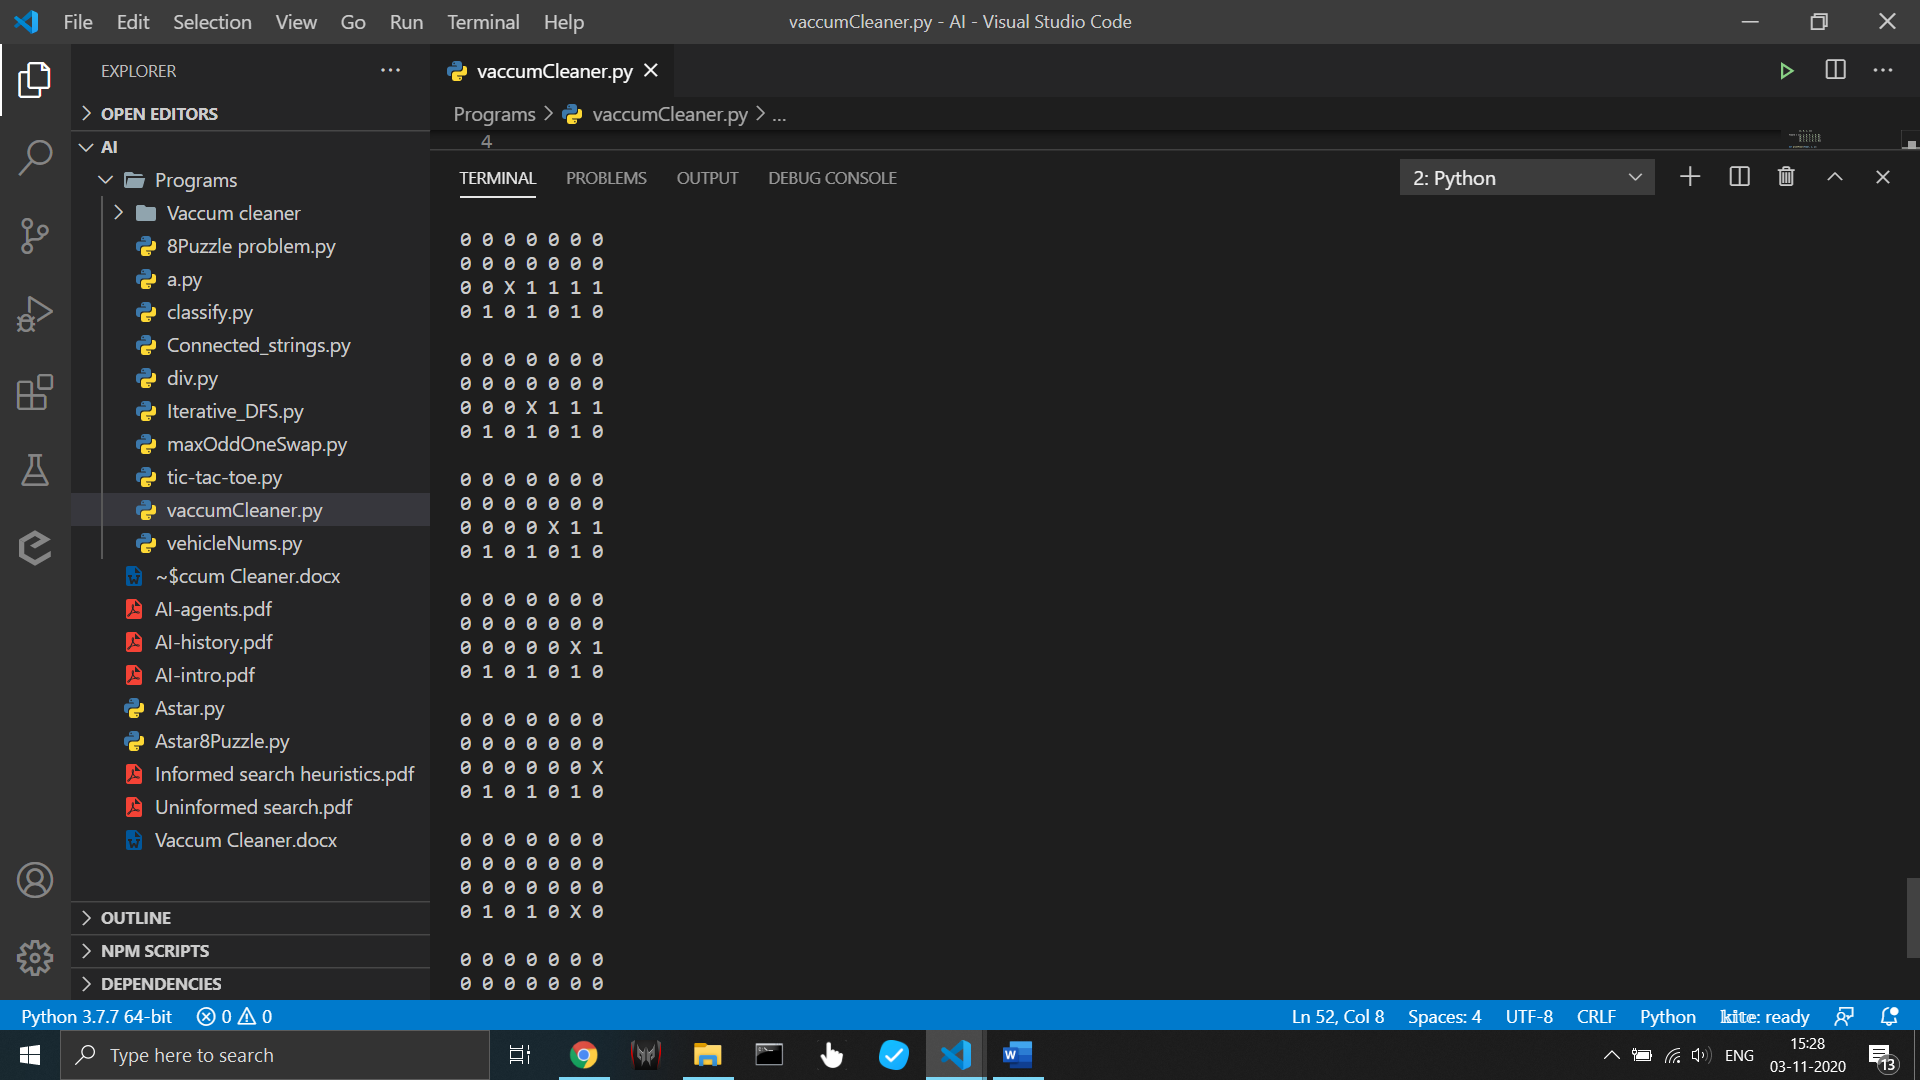 File Edit Selection View Go Run Terminal Help
vaccumCleaner.py - AI - Visual Studio Code
EXPLORER
OPEN EDITORS
AI
Programs
Vaccum cleaner
8Puzzle problem.py
a.py
classify.py
Connected_strings.py
div.py
Iterative_DFS.py
maxOddOneSwap.py
tic-tac-toe.py
vaccumCleaner.py
vehicleNums.py
~$ccum Cleaner.docx
AI-agents.pdf
AI-history.pdf
AI-intro.pdf
Astar.py
Astar8Puzzle.py
Informed search heuristics.pdf
Uninformed search.pdf
Vaccum Cleaner.docx
OUTLINE
NPM SCRIPTS
DEPENDENCIES
vaccumCleaner.py
Programs > vaccumCleaner.py > ...
4
TERMINAL PROBLEMS OUTPUT DEBUG CONSOLE
2: Python
0 0 0 0 0 0 0
0 0 0 0 0 0 0
0 0 X 1 1 1 1
0 1 0 1 0 1 0
0 0 0 0 0 0 0
0 0 0 0 0 0 0
0 0 0 X 1 1 1
0 1 0 1 0 1 0
0 0 0 0 0 0 0
0 0 0 0 0 0 0
0 0 0 0 X 1 1
0 1 0 1 0 1 0
0 0 0 0 0 0 0
0 0 0 0 0 0 0
0 0 0 0 0 X 1
0 1 0 1 0 1 0
0 0 0 0 0 0 0
0 0 0 0 0 0 0
0 0 0 0 0 0 X
0 1 0 1 0 1 0
0 0 0 0 0 0 0
0 0 0 0 0 0 0
0 0 0 0 0 0 0
0 1 0 1 0 X 0
0 0 0 0 0 0 0
0 0 0 0 0 0 0
Python 3.7.7 64-bit 0 0
Ln 52, Col 8 Spaces: 4 UTF-8 CRLF Python kite: ready
Type here to search
ENG
15:28
03-11-2020
13